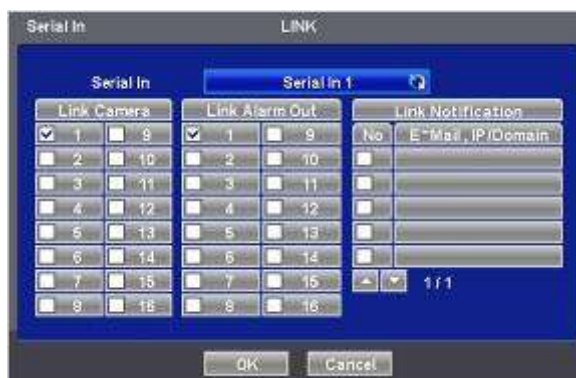 Serial In LINK
Serial In Serial In 1
Link Camera Link Alarm Out Link Notification
1 9 1 9 No E-Mail, IP/Domain
2 10 2 10
3 11 3 11
4 12 4 12
5 13 5 13
6 14 6 14
7 15 7 15 1/1
8 16 8 16
OK Cancel